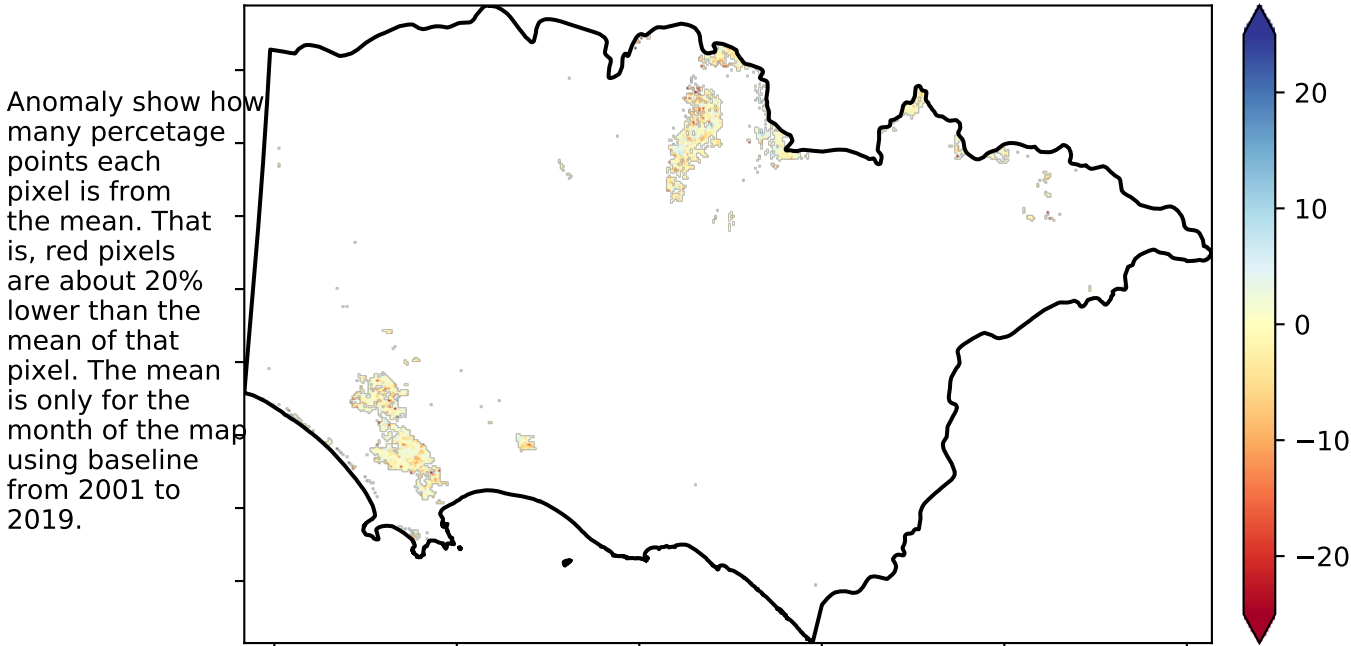 Anomaly show how
many percetage
points each
pixel is from
the mean. That
is, red pixels
are about 20%
lower than the
mean of that
pixel. The mean
is only for the
month of the map
using baseline
from 2001 to
2019.
20
10
0
−10
−20